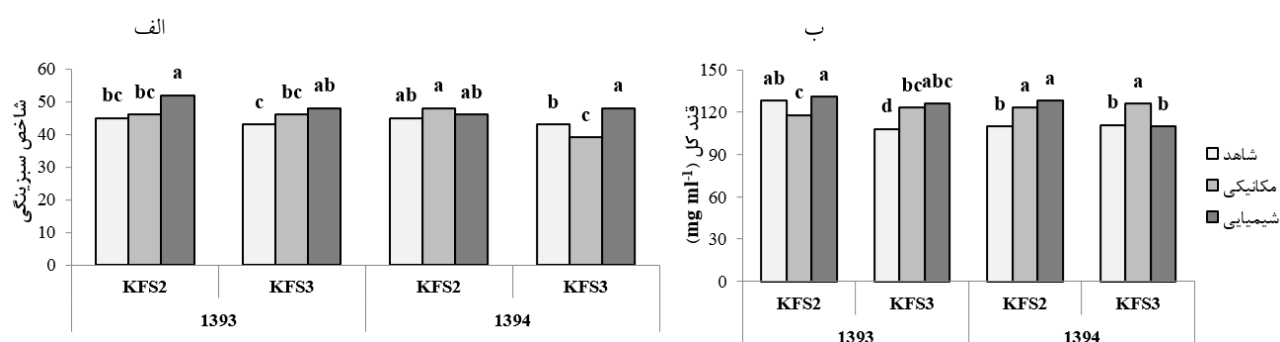 الف
شاخص سبزینگی
60
50
40
30
20
10
0
bc bc a
c bc ab
ab a ab
b c a
KFS2 KFS3 KFS2 KFS3
1393 1394
ب
قند کل (mg ml-1)
150
120
90
60
30
0
ab c a
d bc abc
b a a
b a b
KFS2 KFS3 KFS2 KFS3
1393 1394
شاهد
مکانیکی
شیمیایی